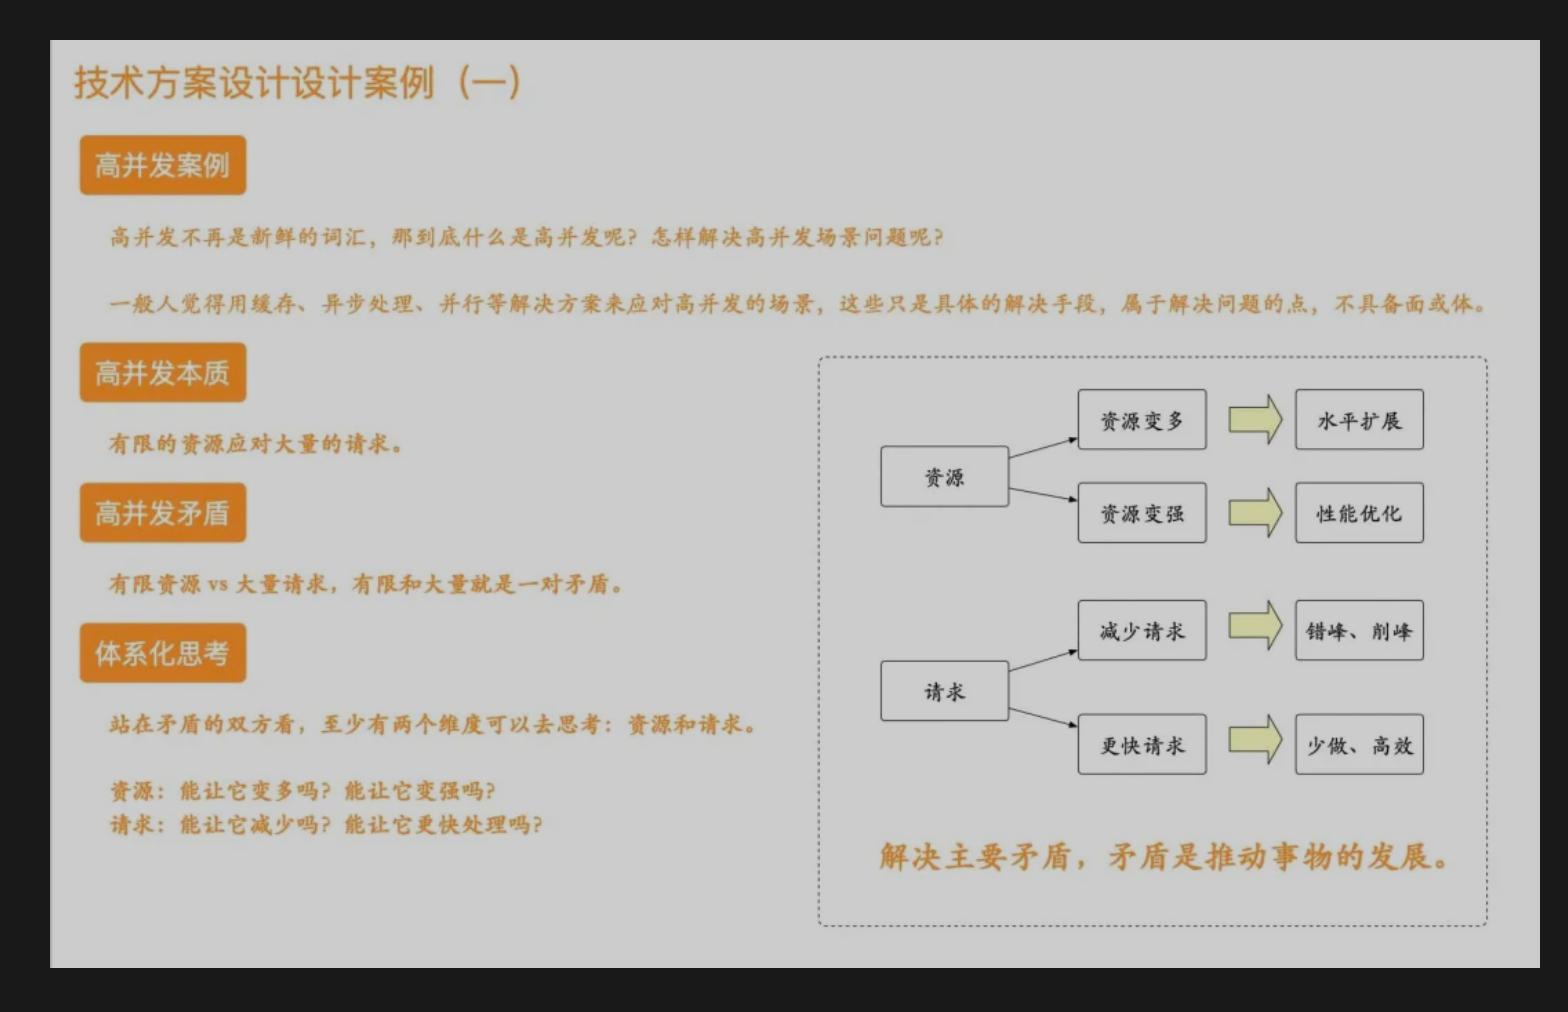 技术方案设计设计案例（一）
高并发案例
高并发不再是新鲜的词汇，那到底什么是高并发呢？怎样解决高并发场景问题呢？
一般人觉得用缓存、异步处理、并行等解决方案来应对高并发的场景，这些只是具体的解决手段，属于解决问题的点，不具备面或体。
高并发本质
有限的资源应对大量的请求。
高并发矛盾
有限资源 vs 大量请求，有限和大量就是一对矛盾。
体系化思考
站在矛盾的双方看，至少有两个维度可以去思考：资源和请求。
资源：能让它变多吗？能让它变强吗？
请求：能让它减少吗？能让它更快处理吗？
资源
资源变多
水平扩展
资源变强
性能优化
请求
减少请求
错峰、削峰
更快请求
少做、高效
解决主要矛盾，矛盾是推动事物的发展。